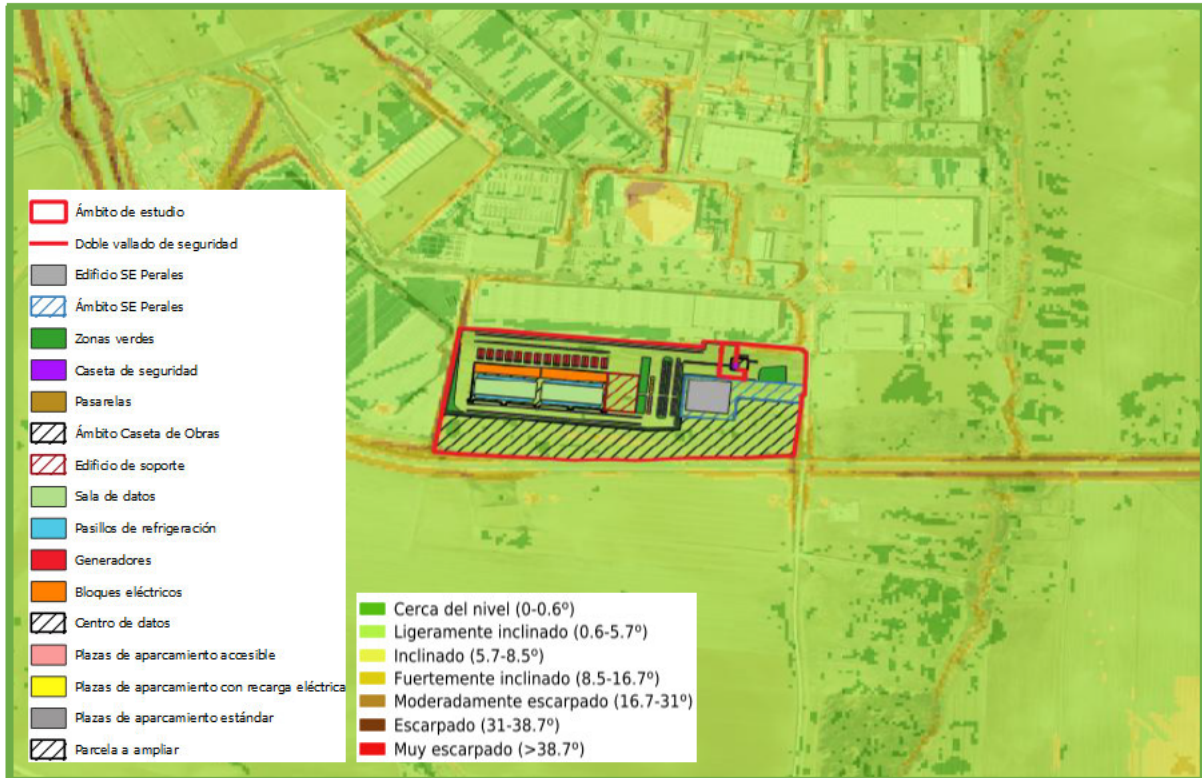 Ámbito de estudio
Doble vallado de seguridad
Edificio SE Perales
Ámbito SE Perales
Zonas verdes
Caseta de seguridad
Pasarelas
Ámbito Caseta de Obras
Edificio de soporte
Sala de datos
Pasillos de refrigeración
Generadores
Bloques eléctricos
Centro de datos
Plazas de aparcamiento accesible
Plazas de aparcamiento con recarga eléctrica
Plazas de aparcamiento estándar
Parcela a ampliar
Cerca del nivel (0-0.6º)
Ligeramente inclinado (0.6-5.7º)
Inclinado (5.7-8.5º)
Fuertemente inclinado (8.5-16.7º)
Moderadamente escarpado (16.7-31º)
Escarpado (31-38.7º)
Muy escarpado (>38.7º)